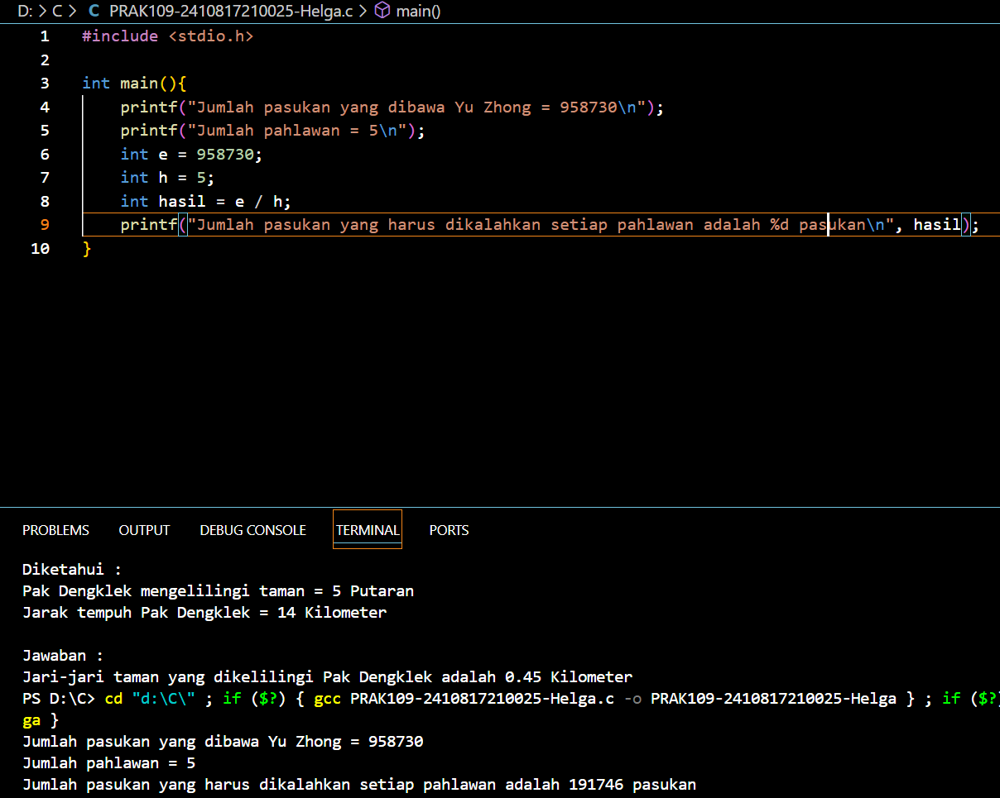 D: > C > C PRAK109-2410817210025-Helga.c > main()
1 #include <stdio.h>
2
3 int main(){
4     printf("Jumlah pasukan yang dibawa Yu Zhong = 958730\n");
5     printf("Jumlah pahlawan = 5\n");
6     int e = 958730;
7     int h = 5;
8     int hasil = e / h;
9     printf("Jumlah pasukan yang harus dikalahkan setiap pahlawan adalah %d pasukan\n", hasil);
10 }
PROBLEMS OUTPUT DEBUG CONSOLE TERMINAL PORTS
Diketahui :
Pak Dengklek mengelilingi taman = 5 Putaran
Jarak tempuh Pak Dengklek = 14 Kilometer
Jawaban :
Jari-jari taman yang dikelilingi Pak Dengklek adalah 0.45 Kilometer
PS D:\C> cd "d:\C\" ; if ($?) { gcc PRAK109-2410817210025-Helga.c -o PRAK109-2410817210025-Helga } ; if ($?)
ga }
Jumlah pasukan yang dibawa Yu Zhong = 958730
Jumlah pahlawan = 5
Jumlah pasukan yang harus dikalahkan setiap pahlawan adalah 191746 pasukan